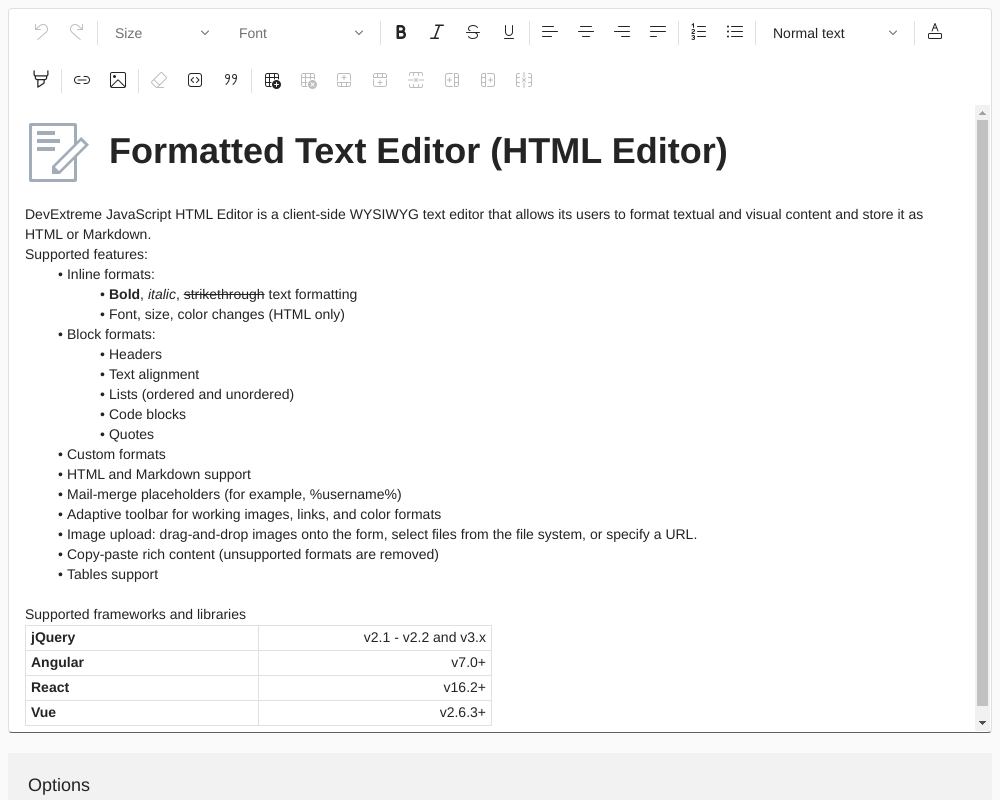 Size Font B I S U Normal text A
Formatted Text Editor (HTML Editor)
DevExtreme JavaScript HTML Editor is a client-side WYSIWYG text editor that allows its users to format textual and visual content and store it as
HTML or Markdown.
Supported features:
• Inline formats:
• Bold, italic, strikethrough text formatting
• Font, size, color changes (HTML only)
• Block formats:
• Headers
• Text alignment
• Lists (ordered and unordered)
• Code blocks
• Quotes
• Custom formats
• HTML and Markdown support
• Mail-merge placeholders (for example, %username%)
• Adaptive toolbar for working images, links, and color formats
• Image upload: drag-and-drop images onto the form, select files from the file system, or specify a URL.
• Copy-paste rich content (unsupported formats are removed)
• Tables support
Supported frameworks and libraries
jQuery v2.1 - v2.2 and v3.x
Angular v7.0+
React v16.2+
Vue v2.6.3+
Options